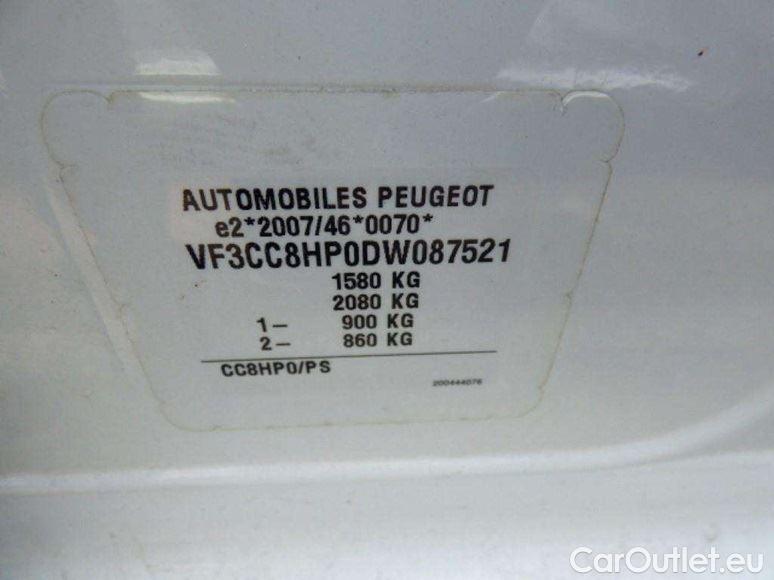 AUTOMOBILES PEUGEOT
e2*2007/46*0070*
VF3CC8HP0DW087521
1580 KG
2080 KG
1- 900 KG
2- 860 KG
CC8HP0/PS
200444076
CarOutlet.eu